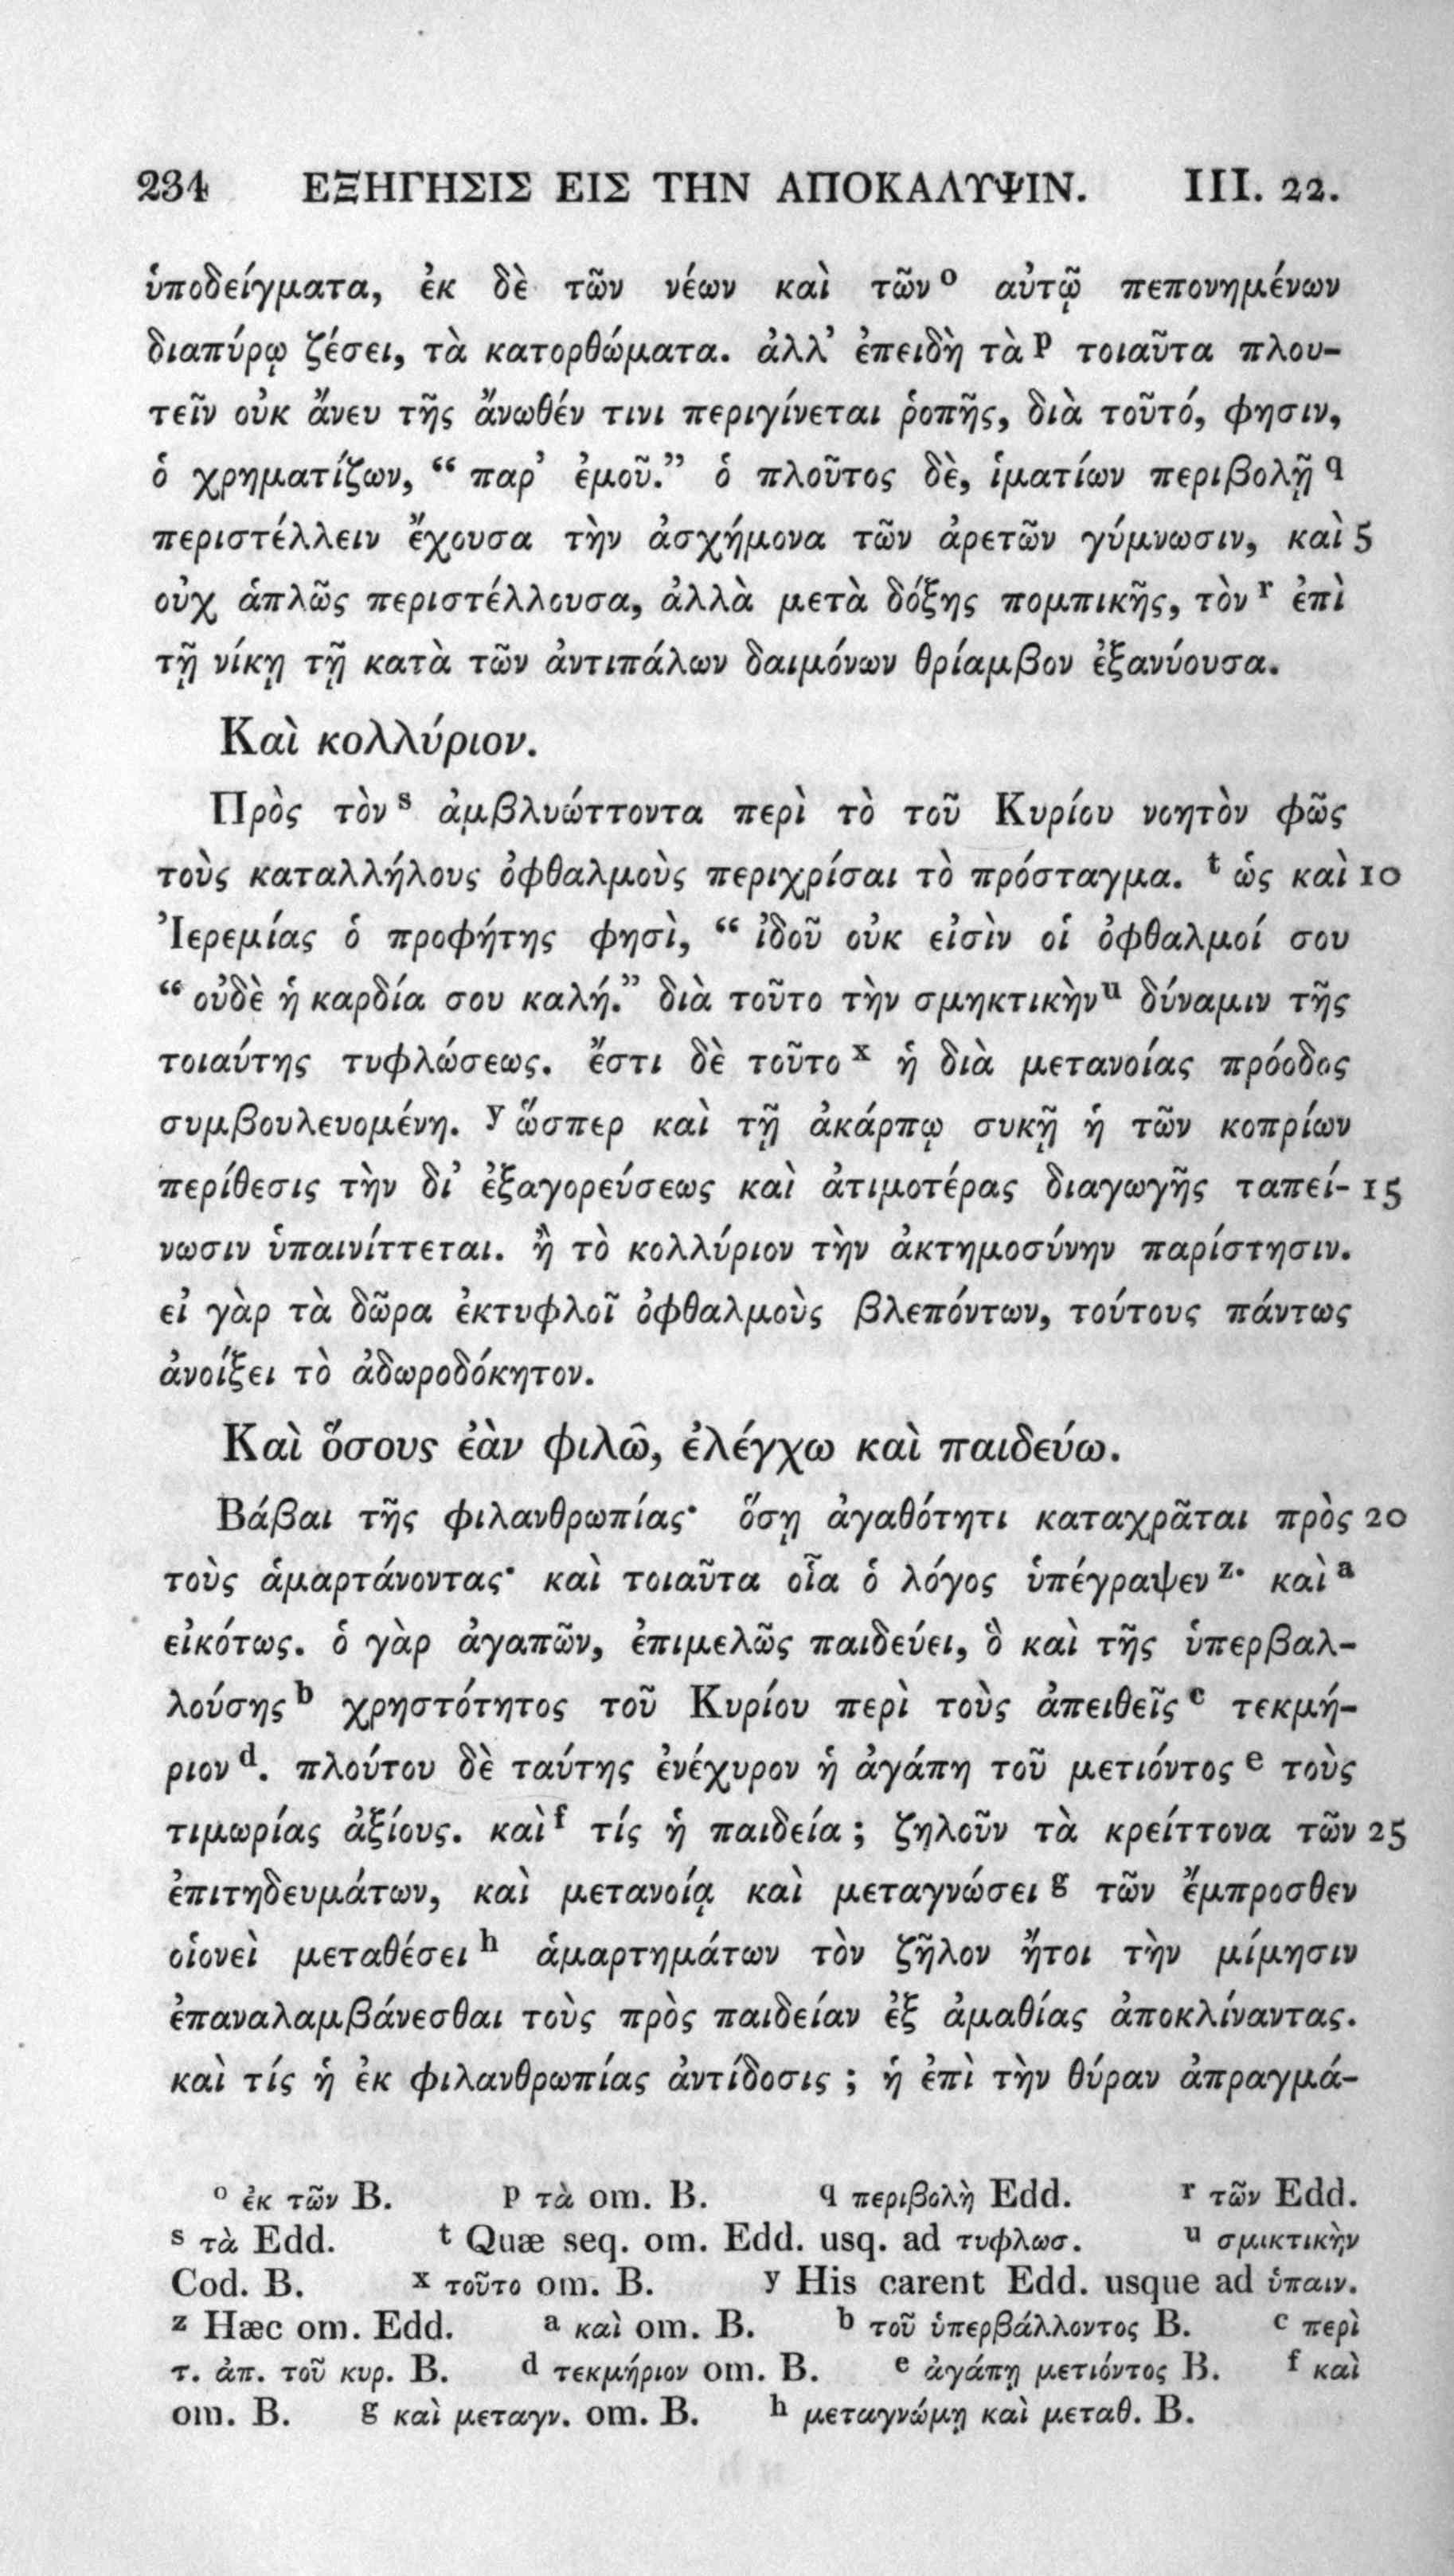 234 ΕΞΗΓΗΣΙΣ ΕΙΣ ΤΗΝ ΑΠΟΚΑΛΥΨΙΝ. III. 22.
ὑποδείγματα, ἐκ δὲ τῶν νέων καὶ τῶν o αὐτῷ πεπονημένων
διαπύρῳ ζέσει, τὰ κατορθώματα. ἀλλ’ ἐπειδὴ τὰ p τοιαῦτα πλου-
τεῖν οὐκ ἄνευ τῆς ἄνωθέν τινι περιγίνεται ῥοπῆς, διὰ τοῦτό, φησιν,
ὁ χρηματίζων, “ παρ’ ἐμοῦ.” ὁ πλοῦτος δὲ, ἱματίων περιβολῇ q
περιστέλλειν ἔχουσα τὴν ἀσχήμονα τῶν ἀρετῶν γύμνωσιν, καὶ 5
οὐχ ἁπλῶς περιστέλλουσα, ἀλλὰ μετὰ δόξης πομπικῆς, τὸν r ἐπὶ
τῇ νίκῃ τῇ κατὰ τῶν ἀντιπάλων δαιμόνων θρίαμβον ἐξανύουσα.
Καὶ κολλύριον.
Πρὸς τὸν s ἀμβλυώττοντα περὶ τὸ τοῦ Κυρίου νοητὸν φῶς
τοὺς καταλλήλους ὀφθαλμοὺς περιχρίσαι τὸ πρόσταγμα. t ὡς καὶ 10
Ἰερεμίας ὁ προφήτης φησὶ, “ ἰδοῦ οὐκ εἰσὶν οἱ ὀφθαλμοί σου
“ οὐδὲ ἡ καρδία σου καλή.” διὰ τοῦτο τὴν σμηκτικὴν u δύναμιν τῆς
τοιαύτης τυφλώσεως. ἔστι δὲ τοῦτο x ἡ διὰ μετανοίας πρόοδος
συμβουλευομένη. y ὥσπερ καὶ τῇ ἀκάρπῳ συκῇ ἡ τῶν κοπρίων
περίθεσις τὴν δι’ ἐξαγορεύσεως καὶ ἀτιμοτέρας διαγωγῆς ταπεί- 15
νωσιν ὑπαινίττεται. ἢ τὸ κολλύριον τὴν ἀκτημοσύνην παρίστησιν.
εἰ γὰρ τὰ δῶρα ἐκτυφλοῖ ὀφθαλμοὺς βλεπόντων, τούτους πάντως
ἀνοίξει τὸ ἀδωροδόκητον.
Καὶ ὅσους ἐὰν φιλῶ, ἐλέγχω καὶ παιδεύω.
Βάβαι τῆς φιλανθρωπίας· ὅσῃ ἀγαθότητι καταχρᾶται πρὸς 20
τοὺς ἁμαρτάνοντας· καὶ τοιαῦτα οἷα ὁ λόγος ὑπέγραψεν z· καὶ a
εἰκότως. ὁ γὰρ ἀγαπῶν, ἐπιμελῶς παιδεύει, ὃ καὶ τῆς ὑπερβαλ-
λούσης b χρηστότητος τοῦ Κυρίου περὶ τοὺς ἀπειθεῖς c τεκμή-
ριον d. πλούτου δὲ ταύτης ἐνέχυρον ἡ ἀγάπη τοῦ μετιόντος e τοὺς
τιμωρίας ἀξίους. καὶ f τίς ἡ παιδεία ; ζηλοῦν τὰ κρείττονα τῶν 25
ἐπιτηδευμάτων, καὶ μετανοίᾳ καὶ μεταγνώσει g τῶν ἔμπροσθεν
οἱονεὶ μεταθέσει h ἁμαρτημάτων τὸν ζῆλον ἤτοι τὴν μίμησιν
ἐπαναλαμβάνεσθαι τοὺς πρὸς παιδείαν ἐξ ἀμαθίας ἀποκλίναντας.
καὶ τίς ἡ ἐκ φιλανθρωπίας ἀντίδοσις ; ἡ ἐπὶ τὴν θύραν ἀπραγμά-
o ἐκ τῶν B. p τὰ om. B. q περιβολὴ Edd. r τῶν Edd.
s τὰ Edd. t Quæ seq. om. Edd. usq. ad τυφλωσ. u σμικτικὴν
Cod. B. x τοῦτο om. B. y His carent Edd. usque ad ὑπαιν.
z Hæc om. Edd. a καὶ om. B. b τοῦ ὑπερβάλλοντος B. c περὶ
τ. ἀπ. τοῦ κυρ. B. d τεκμήριον om. B. e ἀγάπῃ μετιόντος B. f καὶ
om. B. g καὶ μεταγν. om. B. h μεταγνώμῃ καὶ μεταθ. B.